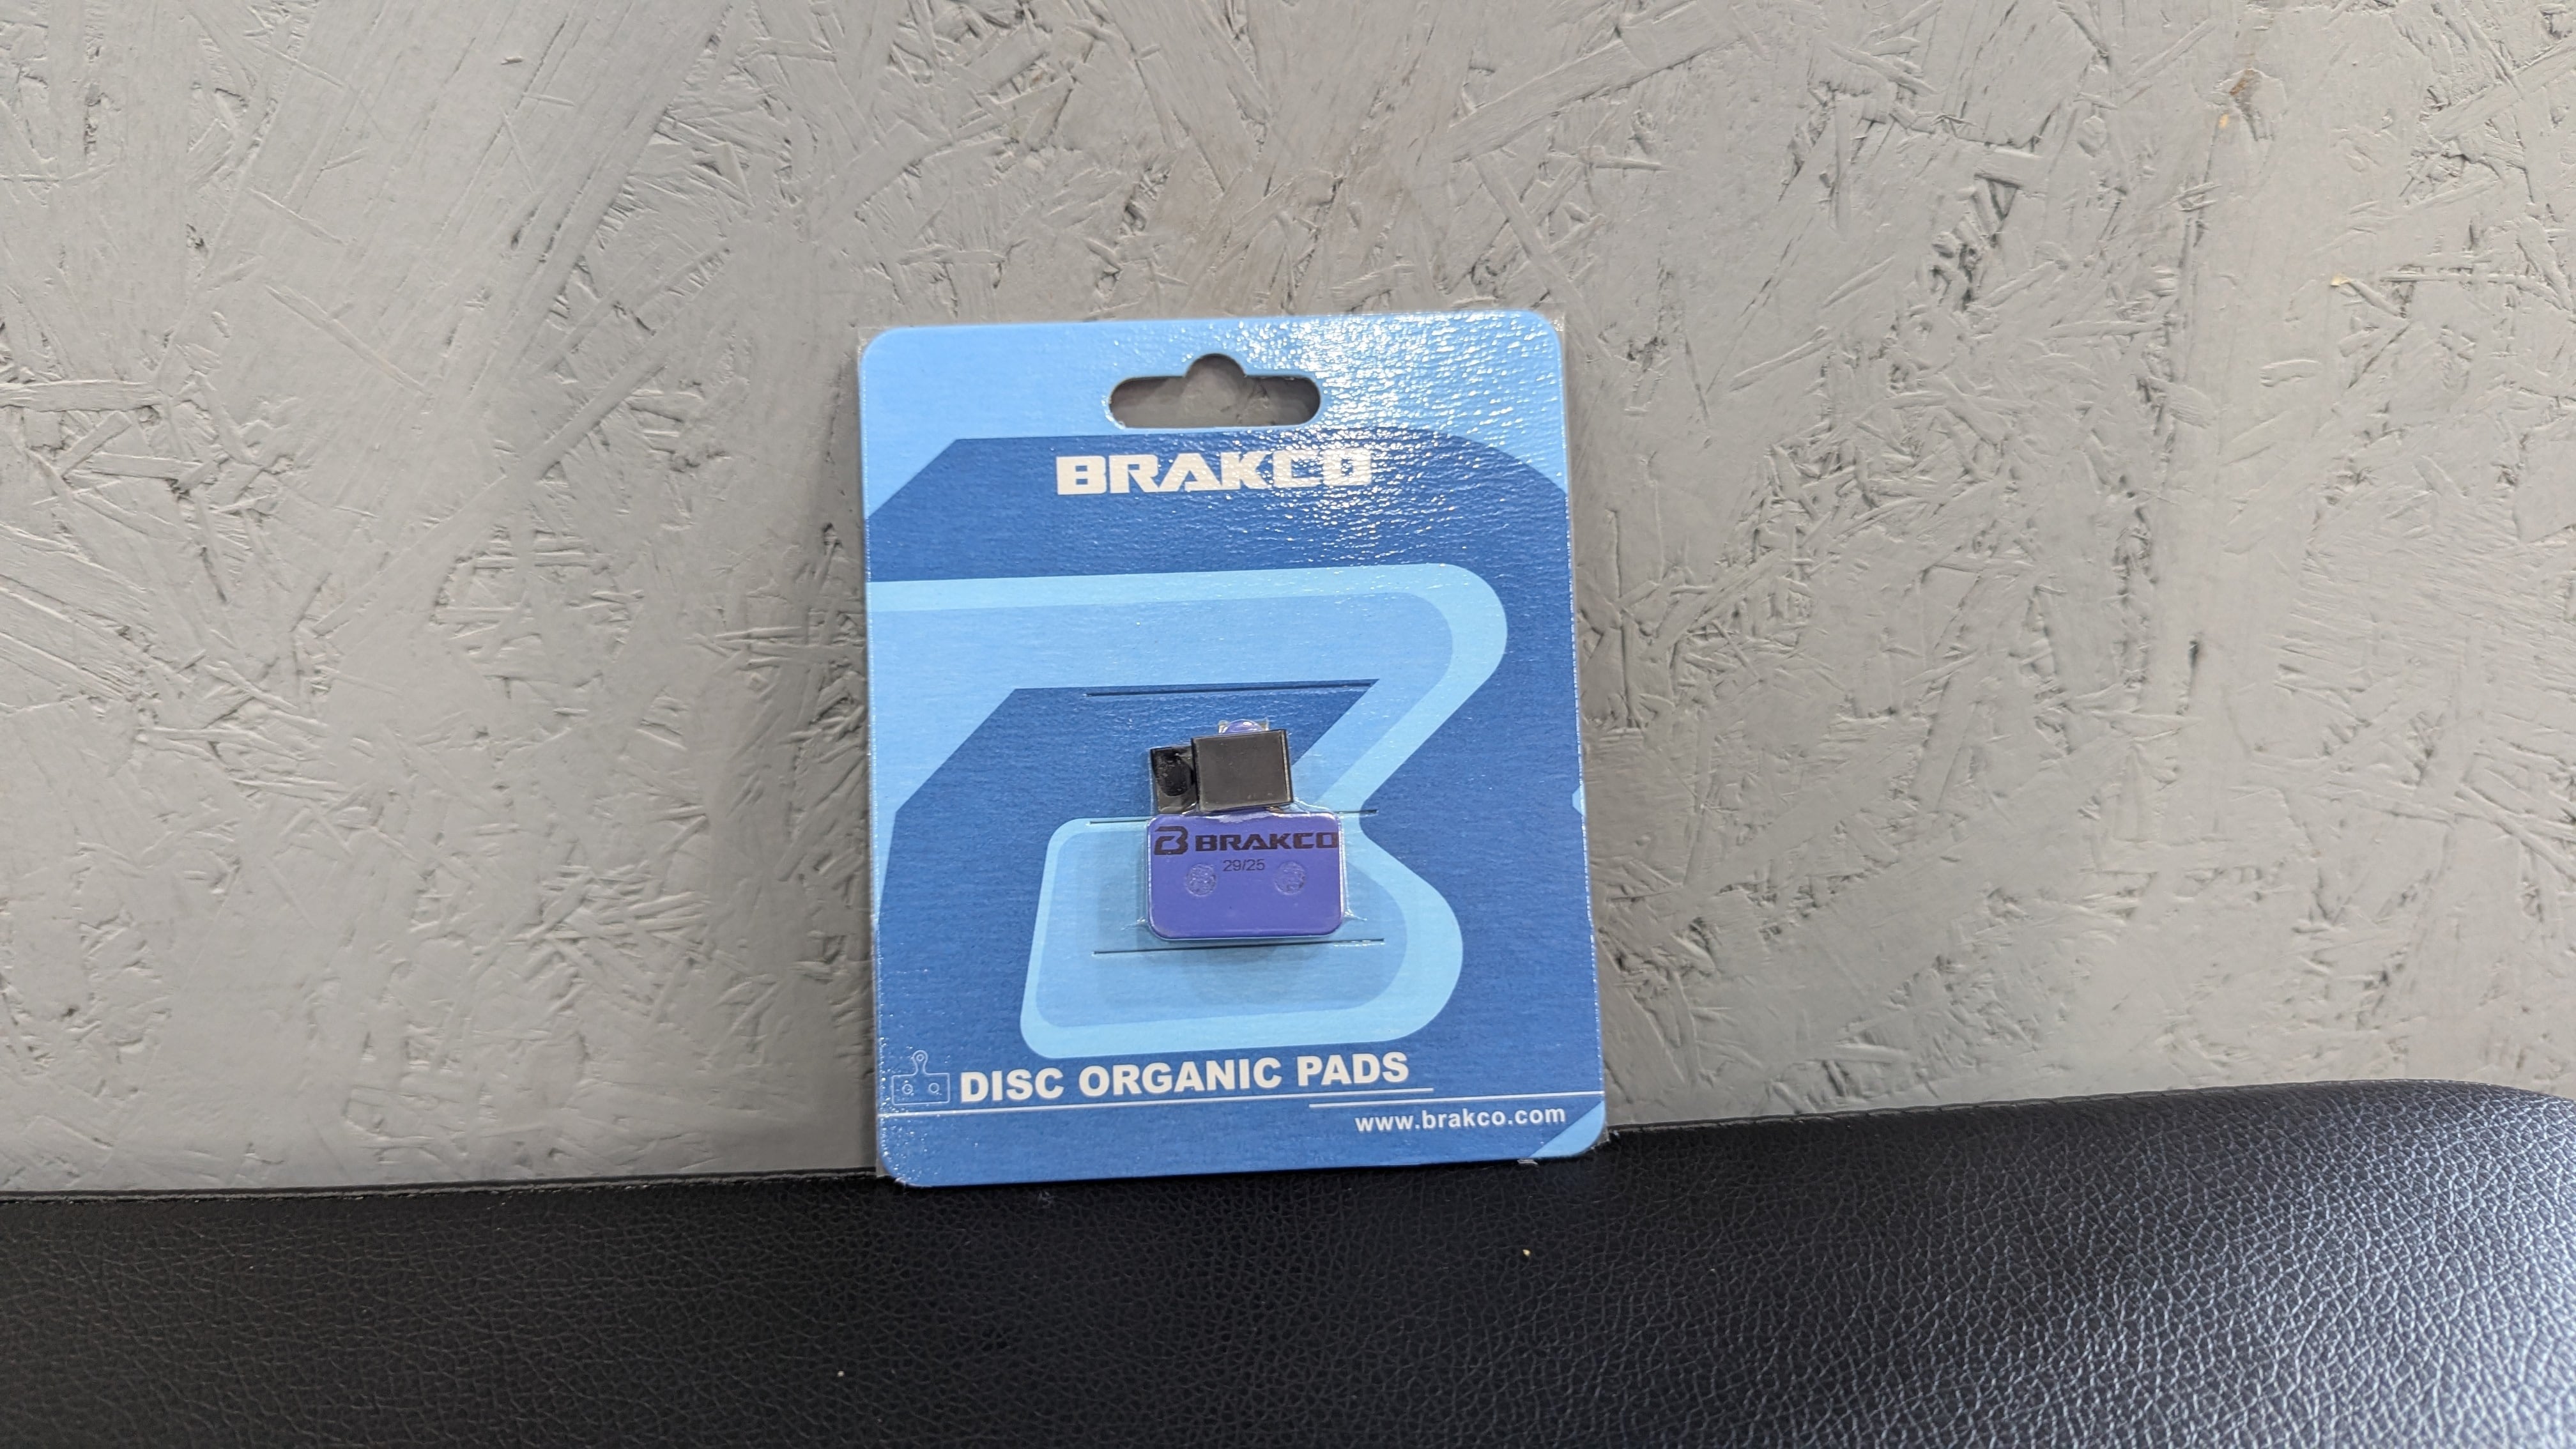 BRAKCO
B BRAKCO
29/25
DISC ORGANIC PADS
www.brakco.com